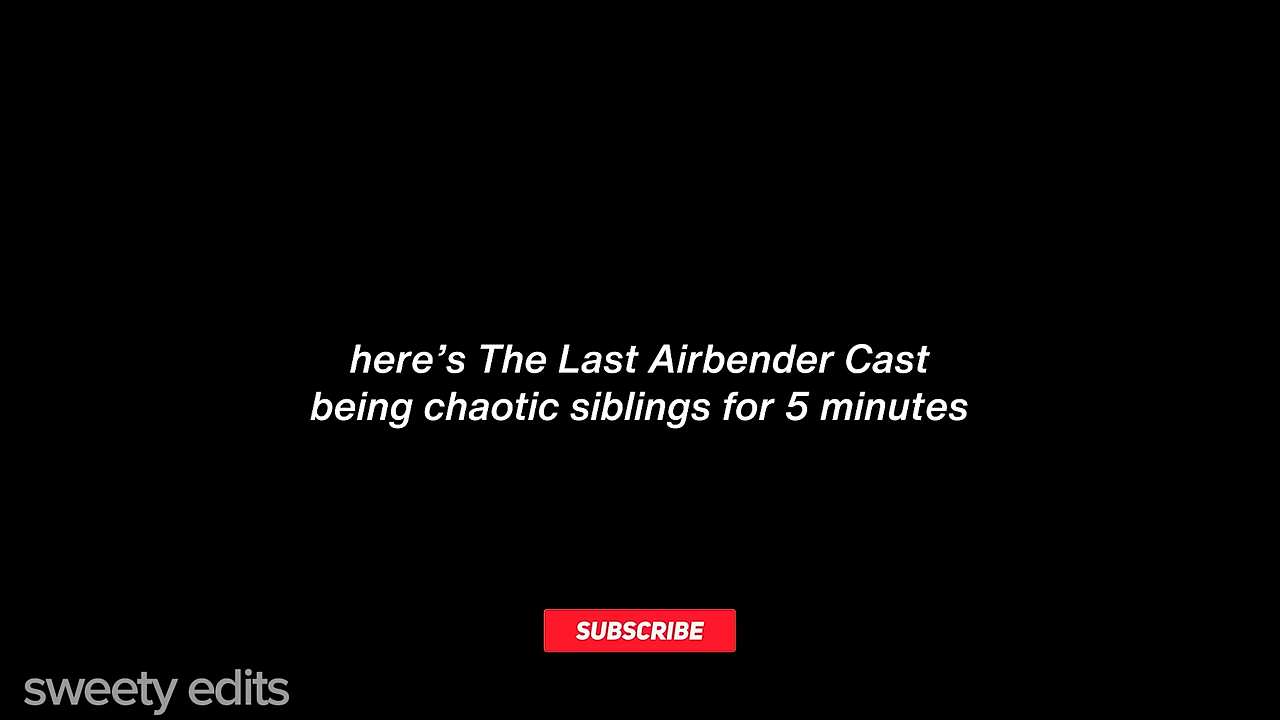 here’s The Last Airbender Cast
being chaotic siblings for 5 minutes
SUBSCRIBE
sweety edits